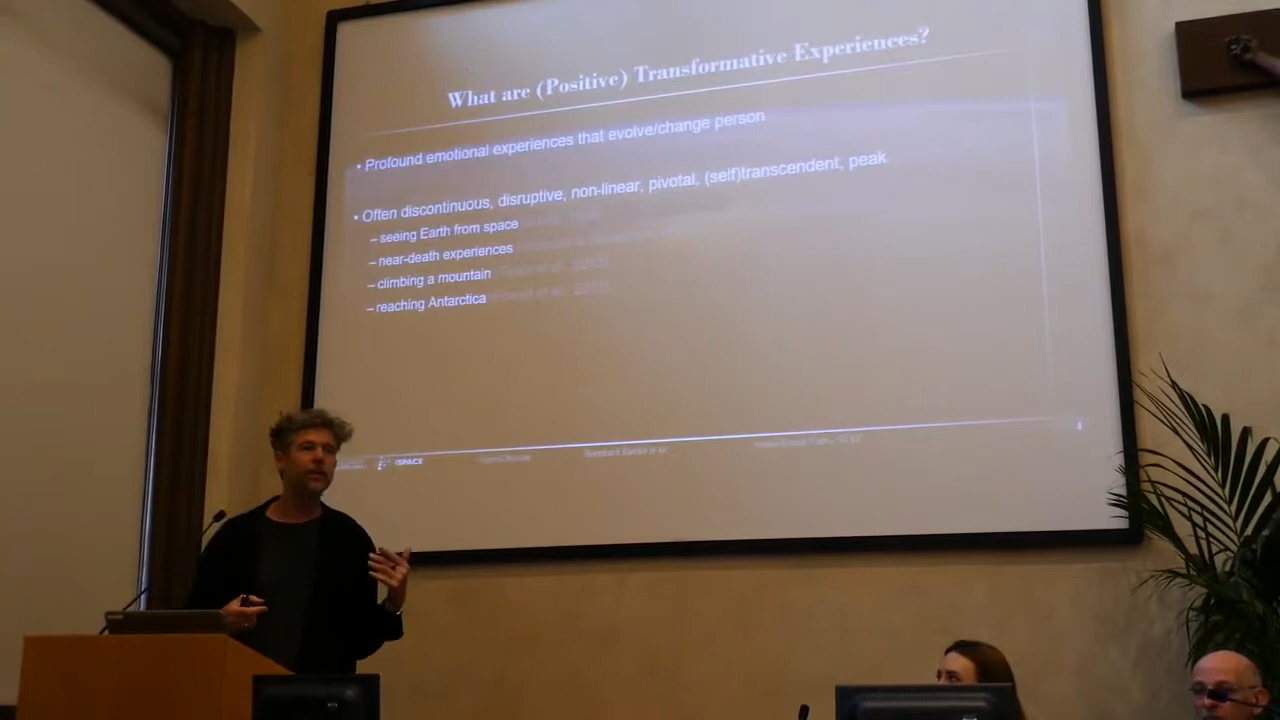 What are (Positive) Transformative Experiences?
• Profound emotional experiences that evolve/change person
• Often discontinuous, disruptive, non-linear, pivotal, (self)transcendent, peak
– seeing Earth from space
– near-death experiences
– climbing a mountain
– reaching Antarctica
iSPACE